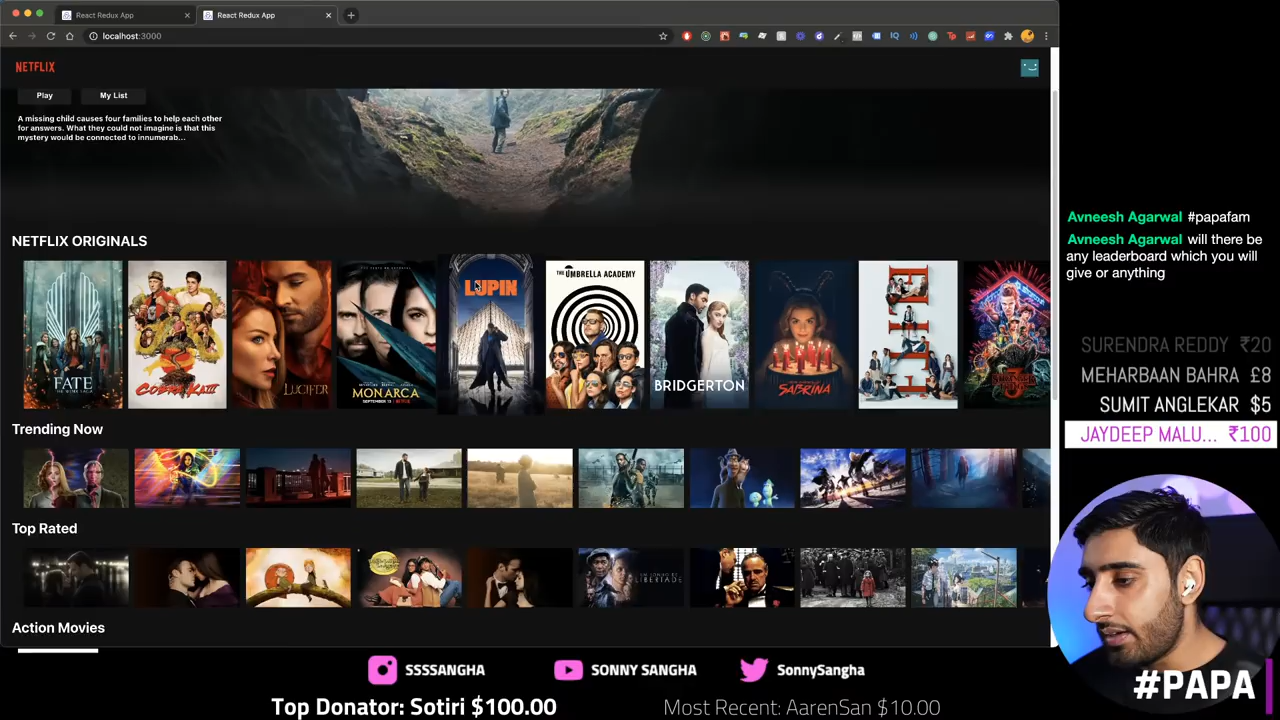 React Redux App
React Redux App
localhost:3000
NETFLIX
Play
My List
A missing child causes four families to help each other
for answers. What they could not imagine is that this
mystery would be connected to innumerab...
NETFLIX ORIGINALS
FATE
COBRA KAI III
LUCIFER
MONARCA
LUPIN
THE UMBRELLA ACADEMY
BRIDGERTON
SABRINA
ELITE
Trending Now
Top Rated
LIBERTADE
Action Movies
Avneesh Agarwal #papafam
Avneesh Agarwal will there be
any leaderboard which you will
give or anything
SURENDRA REDDY ₹20
MEHARBAAN BAHRA £8
SUMIT ANGLEKAR $5
JAYDEEP MALU... ₹100
#PAPA
SSSSANGHA
SONNY SANGHA
SonnySangha
Top Donator: Sotiri $100.00
Most Recent: AarenSan $10.00